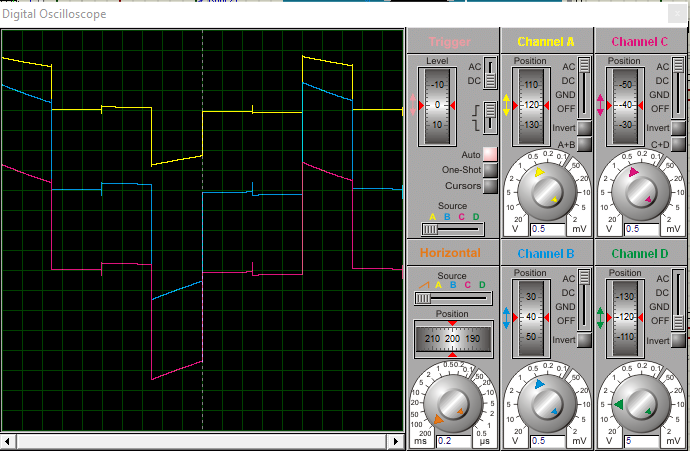 Digital Oscilloscope
Trigger
Level
-10
0
10
AC
DC
Auto
One-Shot
Cursors
Source
A B C D
Channel A
Position
110
120
130
AC
DC
GND
OFF
Invert
A+B
20 10 5 2 1 0.5 0.2 0.1 50 20 10 5 2
V 0.5 mV
Channel C
Position
-50
-40
-30
AC
DC
GND
OFF
Invert
C+D
20 10 5 2 1 0.5 0.2 0.1 50 20 10 5 2
V 0.5 mV
Horizontal
Source
A B C D
Position
210 200 190
200 100 50 20 10 5 2 1 0.5 0.2 0.1 50 20 10 5 2 1 0.5
ms 0.2 µs
Channel B
Position
30
40
50
AC
DC
GND
OFF
Invert
20 10 5 2 1 0.5 0.2 0.1 50 20 10 5 2
V 0.5 mV
Channel D
Position
-130
-120
-110
AC
DC
GND
OFF
Invert
20 10 5 2 1 0.5 0.2 0.1 50 20 10 5 2
V 5 mV